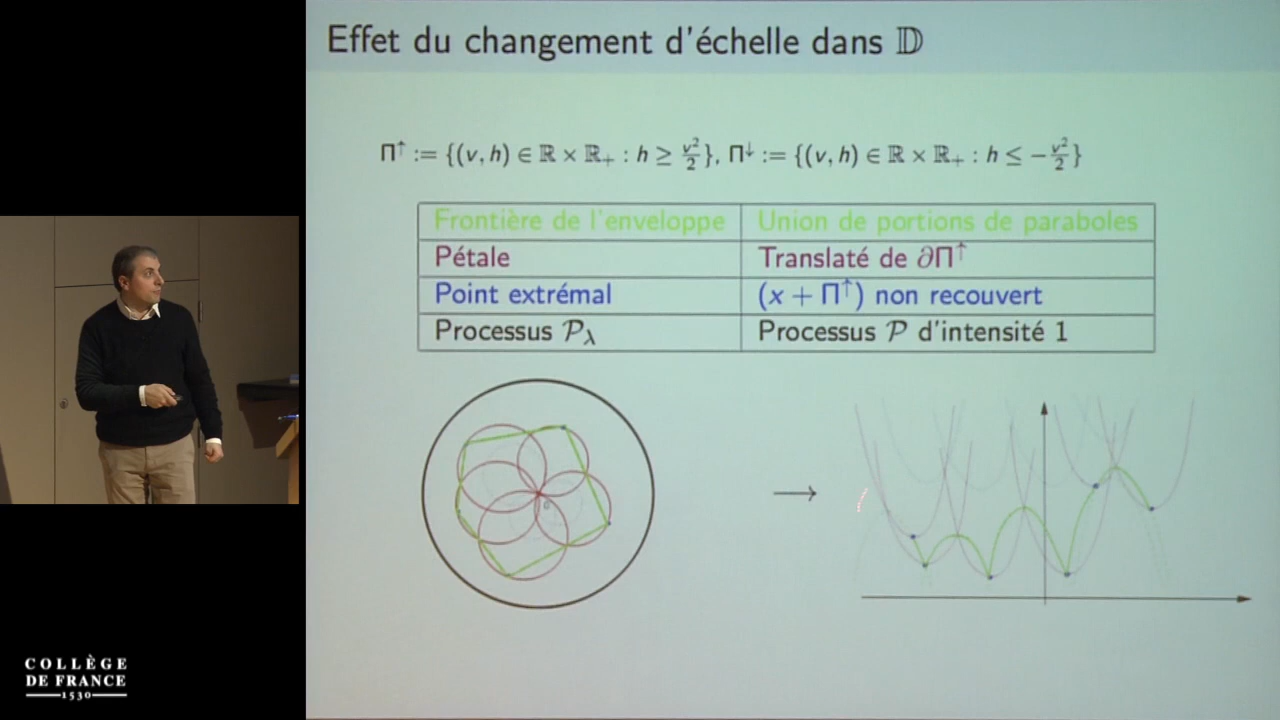 Effet du changement d'échelle dans 𝔻
Π↑ := {(v, h) ∈ ℝ × ℝ₊ : h ≥ v²/2}, Π↓ := {(v, h) ∈ ℝ × ℝ₊ : h ≤ −v²/2}
Frontière de l'enveloppe Union de portions de paraboles
Pétale Translaté de ∂Π↑
Point extrémal (x + Π↑) non recouvert
Processus 𝒫λ Processus 𝒫 d'intensité 1
COLLÈGE
DE FRANCE
1530